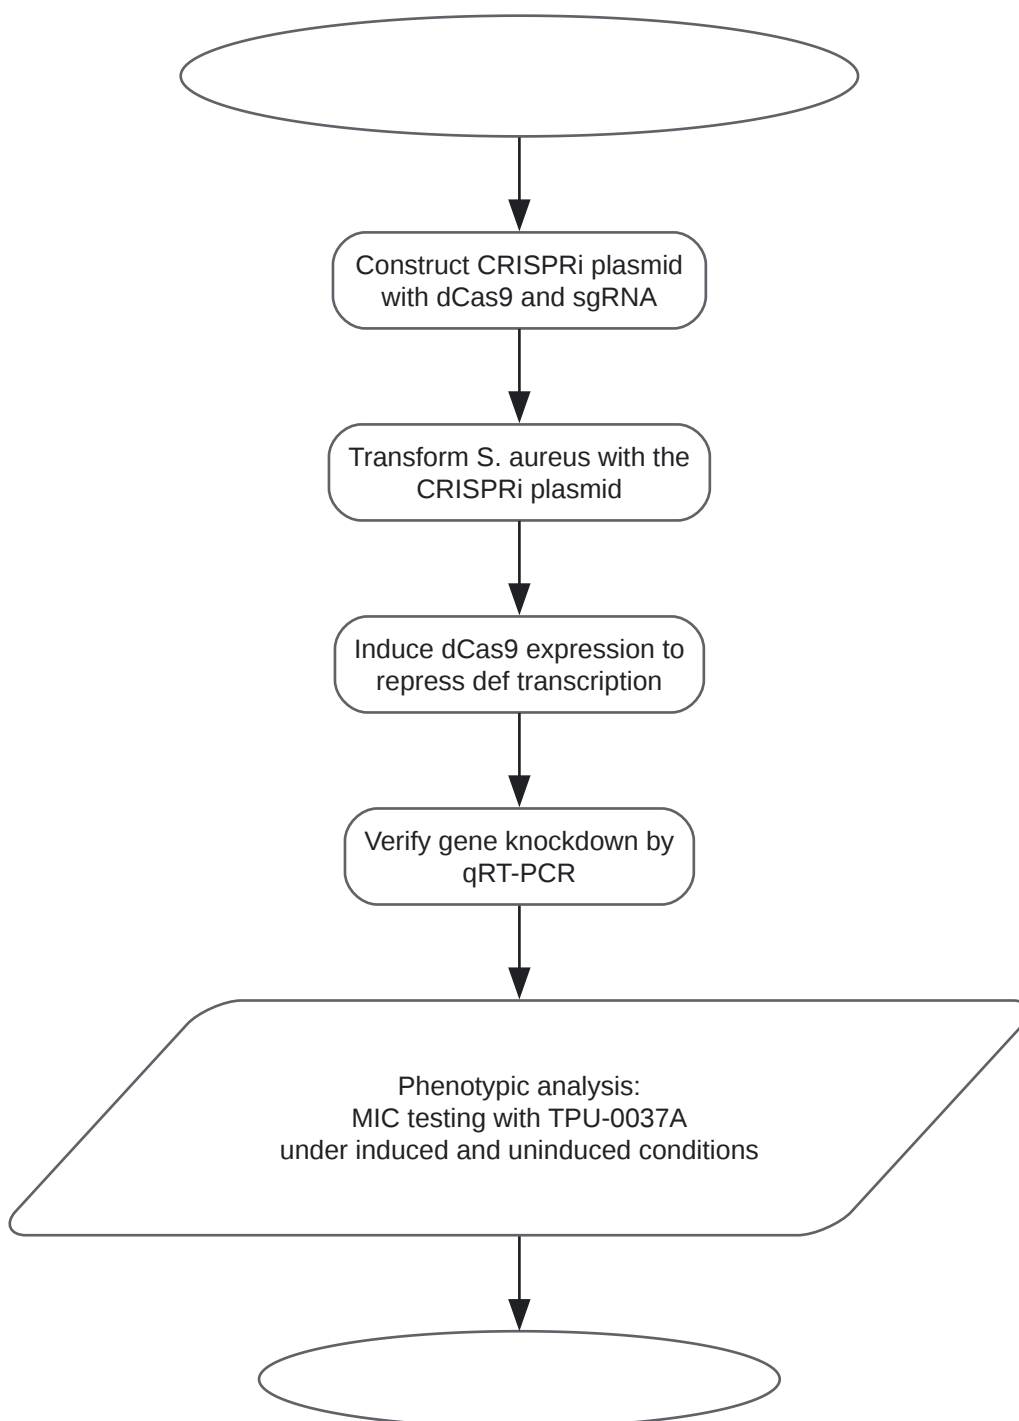 Construct CRISPRi plasmid
with dCas9 and sgRNA
Transform S. aureus with the
CRISPRi plasmid
Induce dCas9 expression to
repress def transcription
Verify gene knockdown by
qRT-PCR
Phenotypic analysis:
MIC testing with TPU-0037A
under induced and uninduced conditions